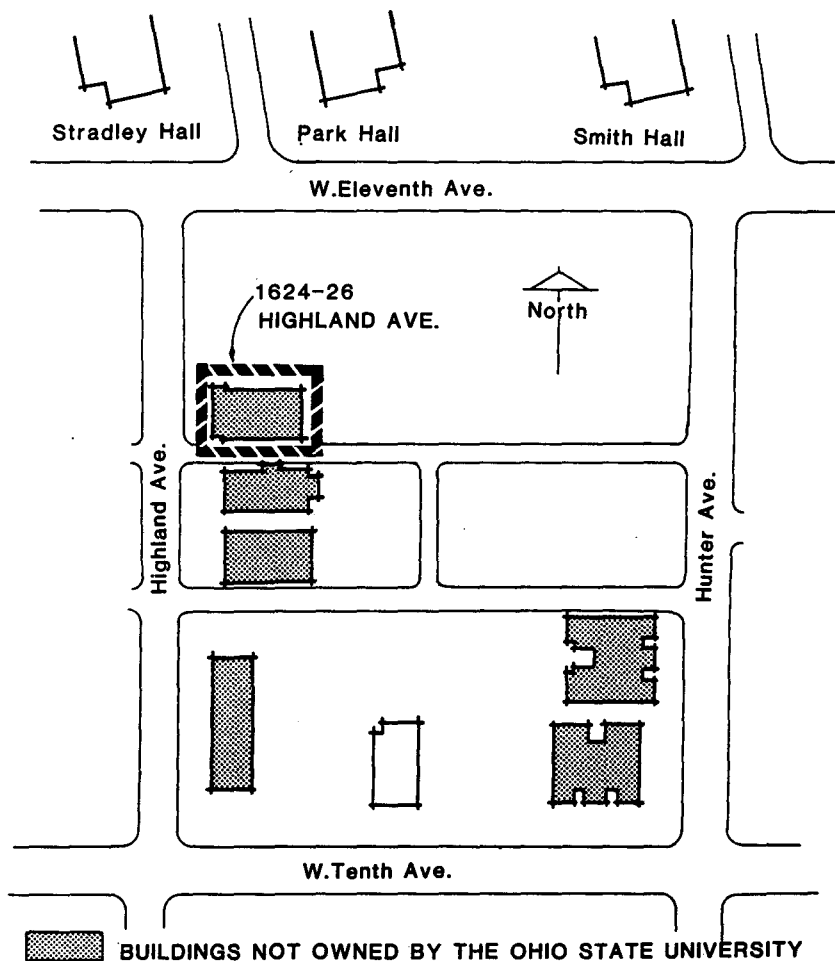 Stradley Hall
Park Hall
Smith Hall
W.Eleventh Ave.
1624-26
HIGHLAND AVE.
North
Highland Ave.
Hunter Ave.
W.Tenth Ave.
BUILDINGS NOT OWNED BY THE OHIO STATE UNIVERSITY